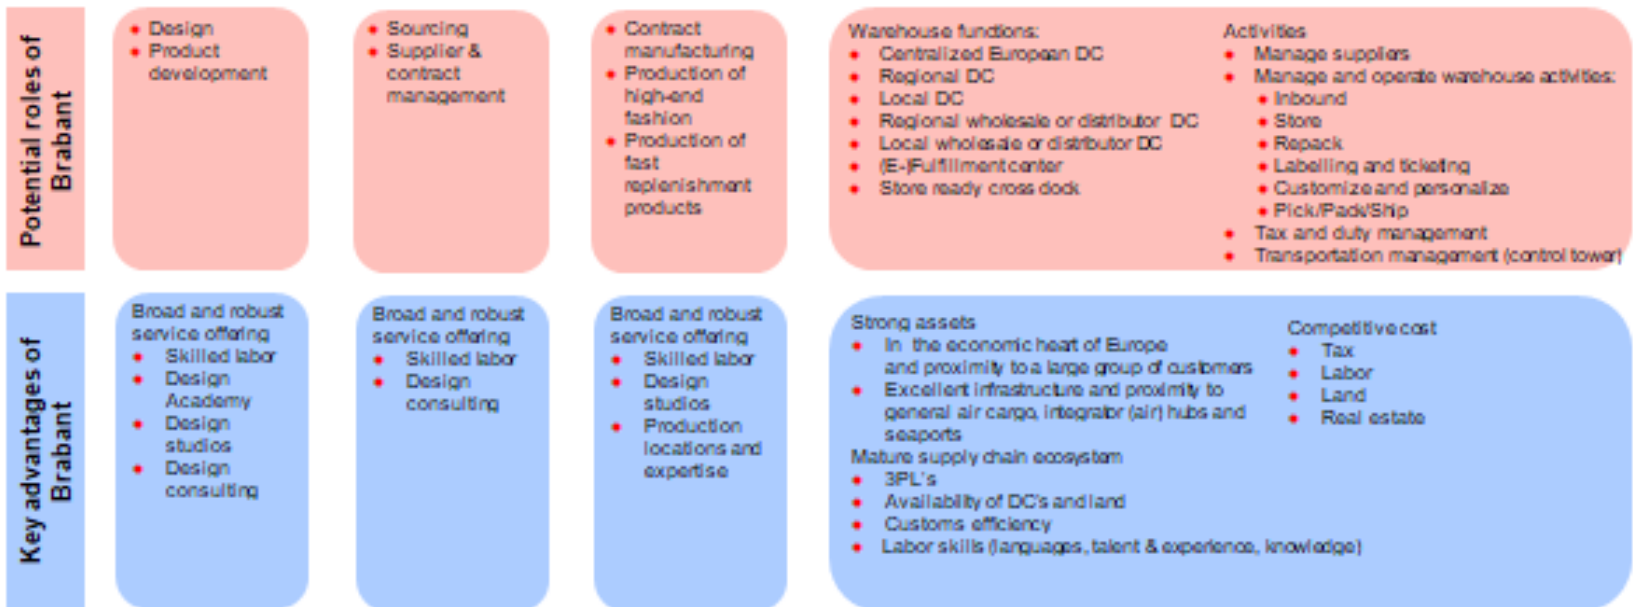 Potential roles of
Brabant
• Design
• Product
development
• Sourcing
• Supplier &
contract
management
• Contract
manufacturing
• Production of
high-end
fashion
• Production of
fast
replenishment
products
Warehouse functions:
• Centralized European DC
• Regional DC
• Local DC
• Regional wholesale or distributor DC
• Local wholesale or distributor DC
• (E-)Fulfillment center
• Store ready cross dock
Activities
• Manage suppliers
• Manage and operate warehouse activities:
• Inbound
• Store
• Repack
• Labelling and ticketing
• Customize and personalize
• Pick/Pack/Ship
• Tax and duty management
• Transportation management (control tower)
Key advantages of
Brabant
Broad and robust
service offering
• Skilled labor
• Design
Academy
• Design
studios
• Design
consulting
Broad and robust
service offering
• Skilled labor
• Design
consulting
Broad and robust
service offering
• Skilled labor
• Design
studios
• Production
locations and
expertise
Strong assets
• In the economic heart of Europe
and proximity to a large group of customers
• Excellent infrastructure and proximity to
general air cargo, integrator (air) hubs and
seaports
Mature supply chain ecosystem
• 3PL's
• Availability of DC's and land
• Customs efficiency
• Labor skills (languages, talent & experience, knowledge)
Competitive cost
• Tax
• Labor
• Land
• Real estate